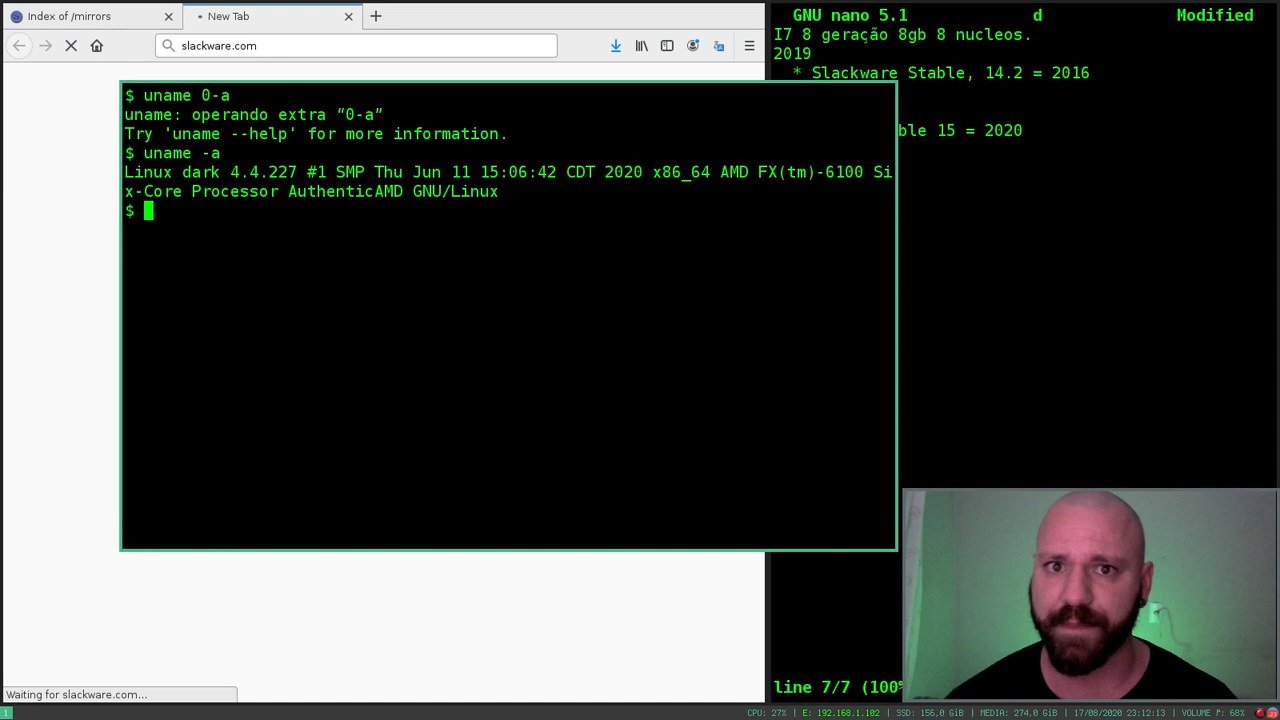 Index of /mirrors
New Tab
slackware.com
GNU nano 5.1 d Modified
I7 8 geração 8gb 8 nucleos.
2019
* Slackware Stable, 14.2 = 2016
ble 15 = 2020
$ uname 0-a
uname: operando extra “0-a”
Try 'uname --help' for more information.
$ uname -a
Linux dark 4.4.227 #1 SMP Thu Jun 11 15:06:42 CDT 2020 x86_64 AMD FX(tm)-6100 Si
x-Core Processor AuthenticAMD GNU/Linux
$
line 7/7 (100%
Waiting for slackware.com...
1 CPU: 27% | E: 192.168.1.102 | SSD: 156,0 GiB | MEDIA: 274,0 GiB | 17/08/2020 23:12:13 | VOLUME P: 68%